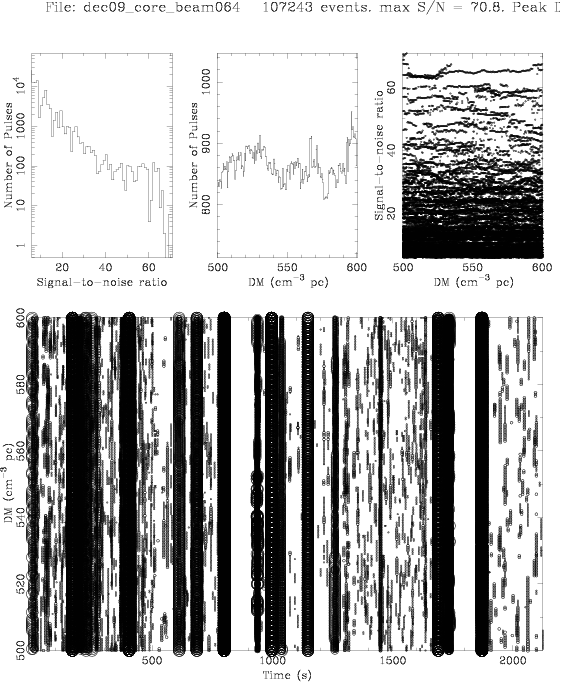 File: dec09_core_beam064 107243 events. max S/N = 70.8. Peak D
Number of Pulses
10^4
1000
100
10
1
20 40 60
Signal-to-noise ratio
Number of Pulses
1000
900
800
500 550 600
DM (cm^-3 pc)
Signal-to-noise ratio
60
40
20
500 550 600
DM (cm^-3 pc)
DM (cm^-3 pc)
600
580
560
540
520
500
500 1000 1500 2000
Time (s)